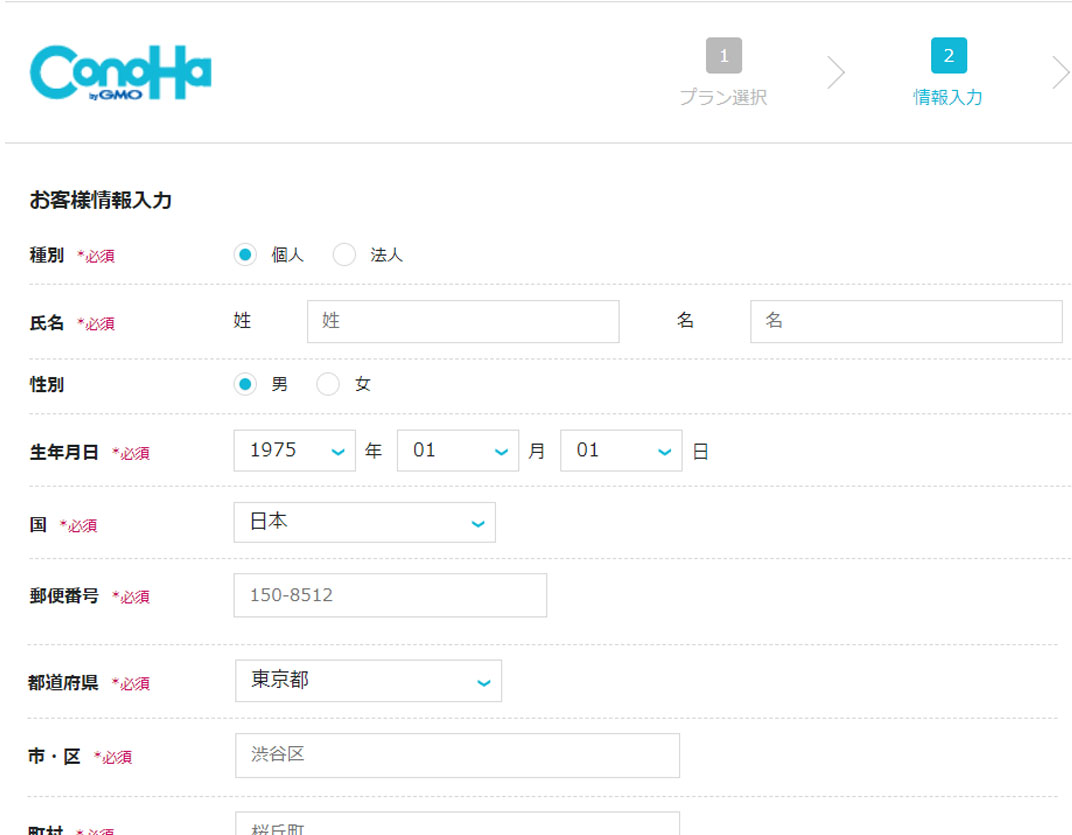 ConoHa
by GMO
1
プラン選択
2
情報入力
お客様情報入力
種別 *必須 個人 法人
氏名 *必須 姓 姓 名 名
性別 男 女
生年月日 *必須 1975 年 01 月 01 日
国 *必須 日本
郵便番号 *必須 150-8512
都道府県 *必須 東京都
市・区 *必須 渋谷区
町村 *必須 桜丘町